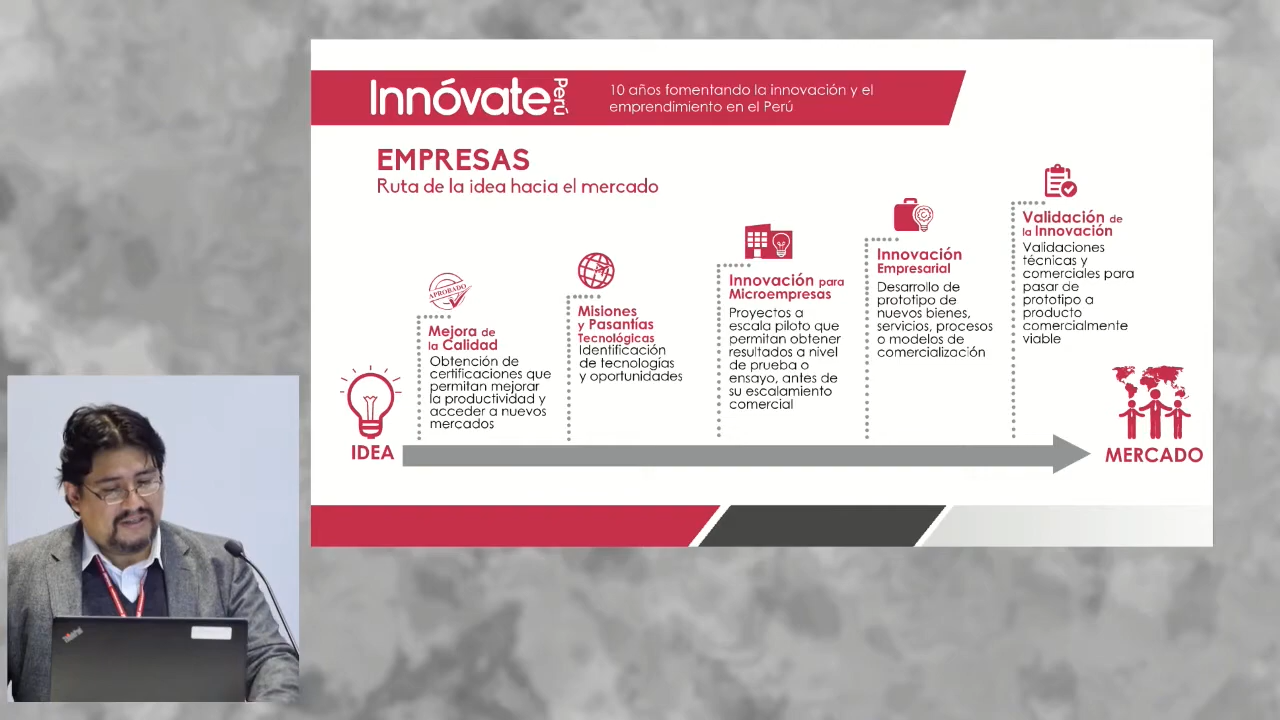 Innóvate Perú
10 años fomentando la innovación y el
emprendimiento en el Perú
EMPRESAS
Ruta de la idea hacia el mercado
IDEA
APROBADO
Mejora de
la Calidad
Obtención de
certificaciones que
permitan mejorar
la productividad y
acceder a nuevos
mercados
Misiones
y Pasantías
Tecnológicas
Identificación
de tecnologías
y oportunidades
Innovación para
Microempresas
Proyectos a
escala piloto que
permitan obtener
resultados a nivel
de prueba o
ensayo, antes de
su escalamiento
comercial
Innovación
Empresarial
Desarrollo de
prototipo de
nuevos bienes,
servicios, procesos
o modelos de
comercialización
Validación de
la Innovación
Validaciones
técnicas y
comerciales para
pasar de
prototipo a
producto
comercialmente
viable
MERCADO